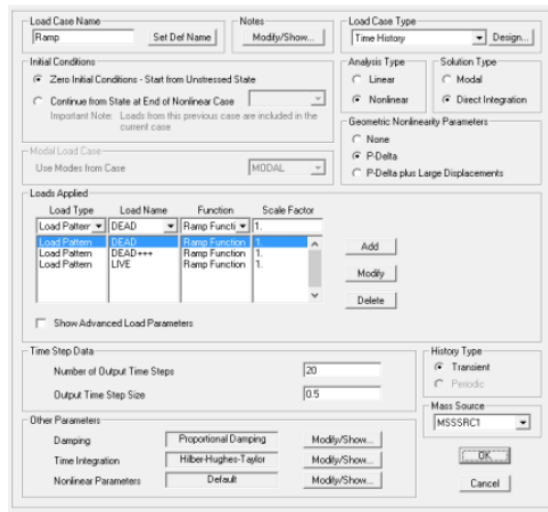 Load Case Name
Notes
Load Case Type
Ramp
Set Def Name
Modify/Show...
Time History
Design...
Initial Conditions
Zero Initial Conditions - Start from Unstressed State
Continue from State at End of Nonlinear Case
Important Note: Loads from this previous case are included in the
current case
Analysis Type
Linear
Nonlinear
Solution Type
Modal
Direct Integration
Geometric Nonlinearity Parameters
None
P-Delta
P-Delta plus Large Displacements
Modal Load Case
Use Modes from Case
MODAL
Loads Applied
Load Type Load Name Function Scale Factor
Load Pattern DEAD Ramp Functi 1.
Load Pattern DEAD Ramp Function 1.
Load Pattern DEAD+++ Ramp Function 1.
Load Pattern LIVE Ramp Function 1.
Add
Modify
Delete
Show Advanced Load Parameters
Time Step Data
Number of Output Time Steps 20
Output Time Step Size 0.5
History Type
Transient
Periodic
Mass Source
MSSSRC1
Other Parameters
Damping Proportional Damping Modify/Show...
Time Integration Hilber-Hughes-Taylor Modify/Show...
Nonlinear Parameters Default Modify/Show...
OK
Cancel